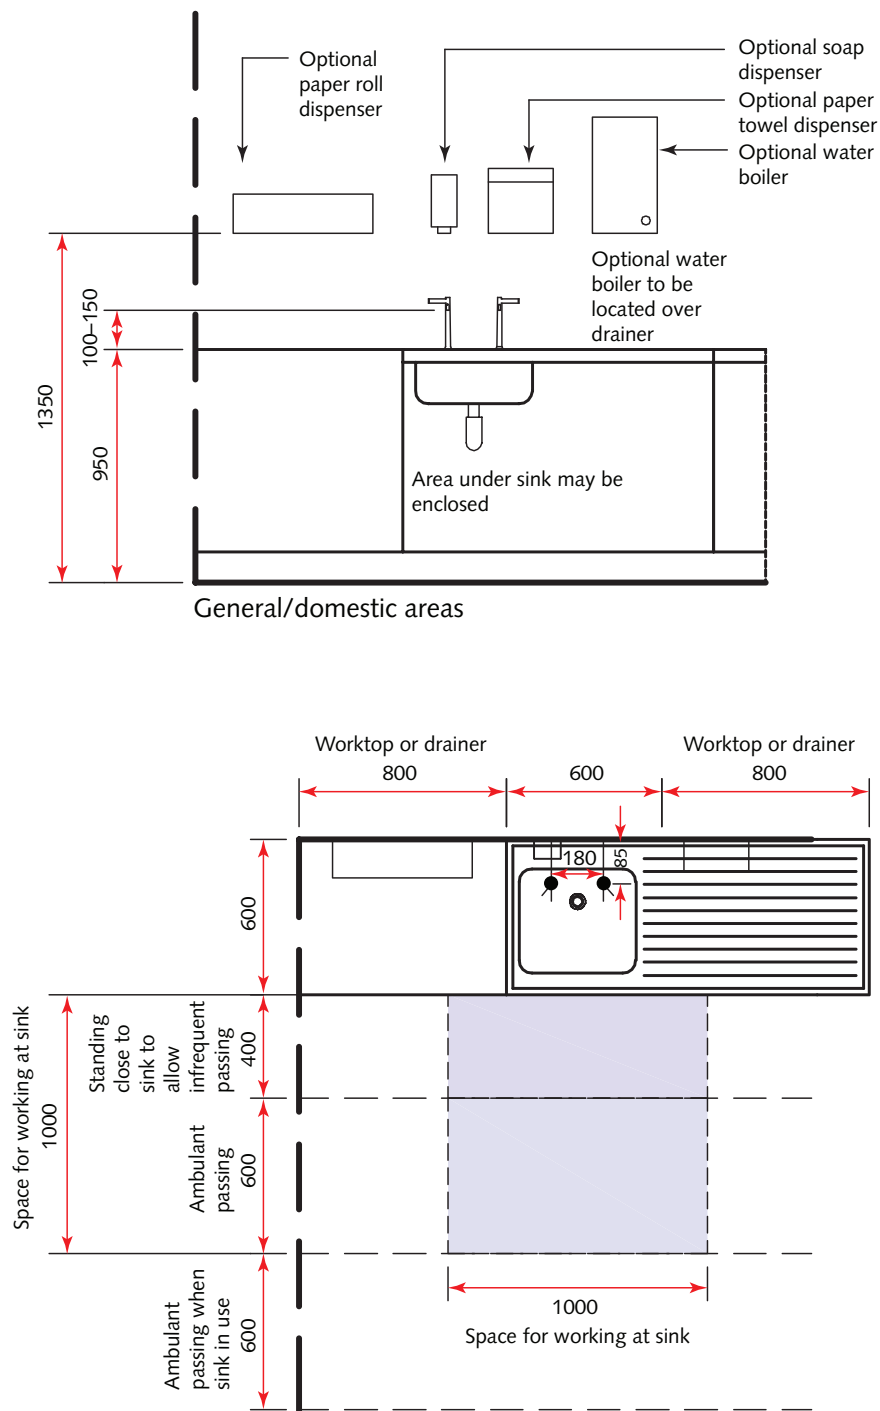 Optional
paper roll
dispenser
Optional soap
dispenser
Optional paper
towel dispenser
Optional water
boiler
Optional water
boiler to be
located over
drainer
100–150
1350
950
Area under sink may be
enclosed
General/domestic areas
Worktop or drainer
800
600
Worktop or drainer
800
180
85
600
Space for working at sink
1000
Standing
close to
sink to
allow
infrequent
passing
400
Ambulant
passing
600
Ambulant
passing when
sink in use
600
1000
Space for working at sink